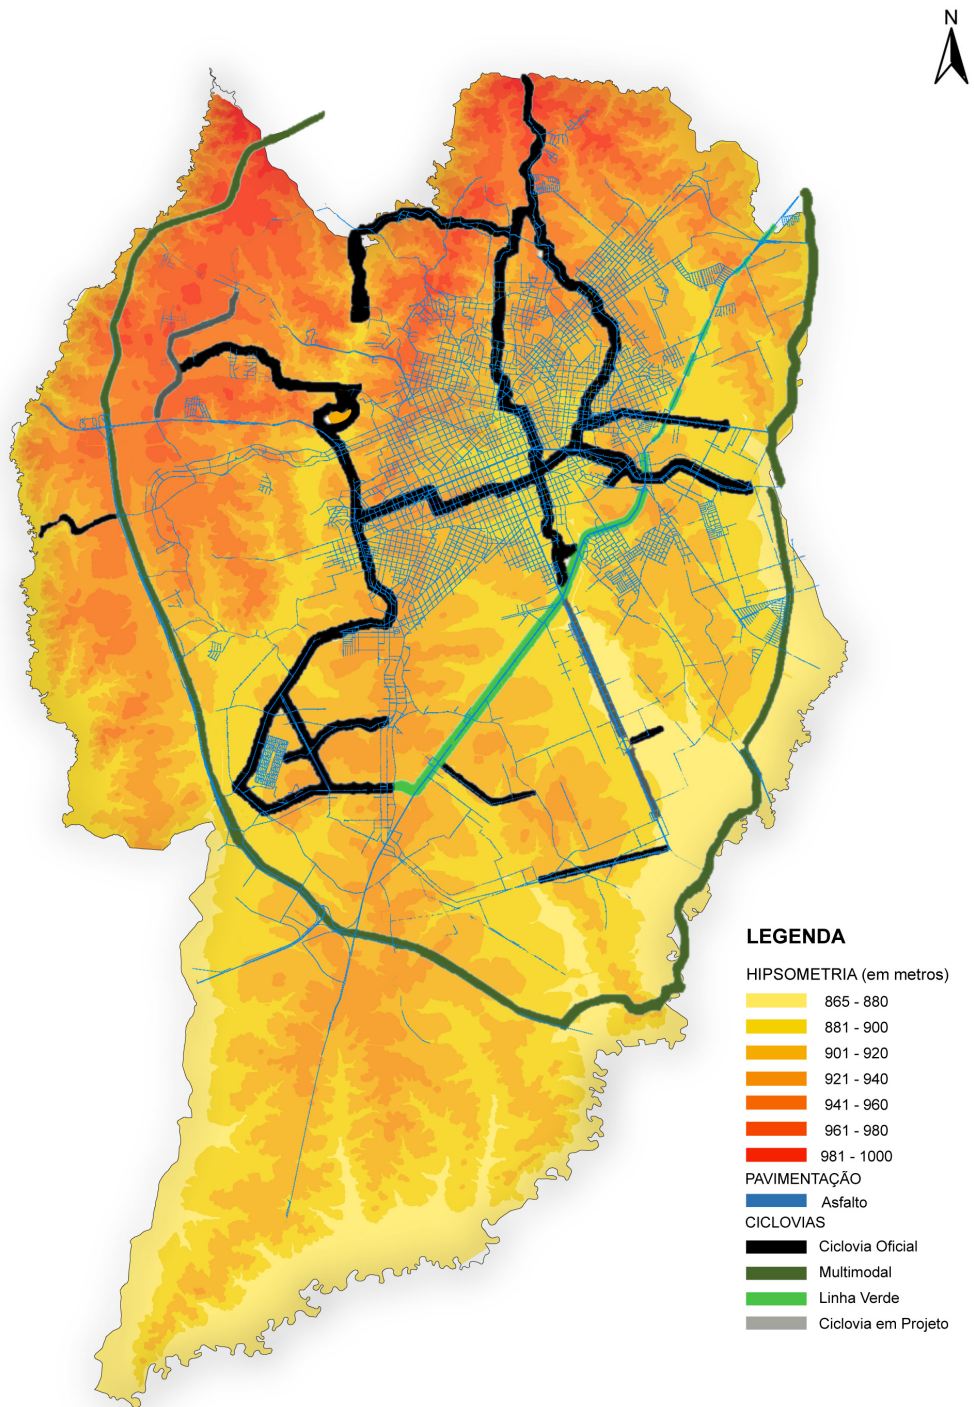 N
LEGENDA
HIPSOMETRIA (em metros)
865 - 880
881 - 900
901 - 920
921 - 940
941 - 960
961 - 980
981 - 1000
PAVIMENTAÇÃO
Asfalto
CICLOVIAS
Ciclovia Oficial
Multimodal
Linha Verde
Ciclovia em Projeto